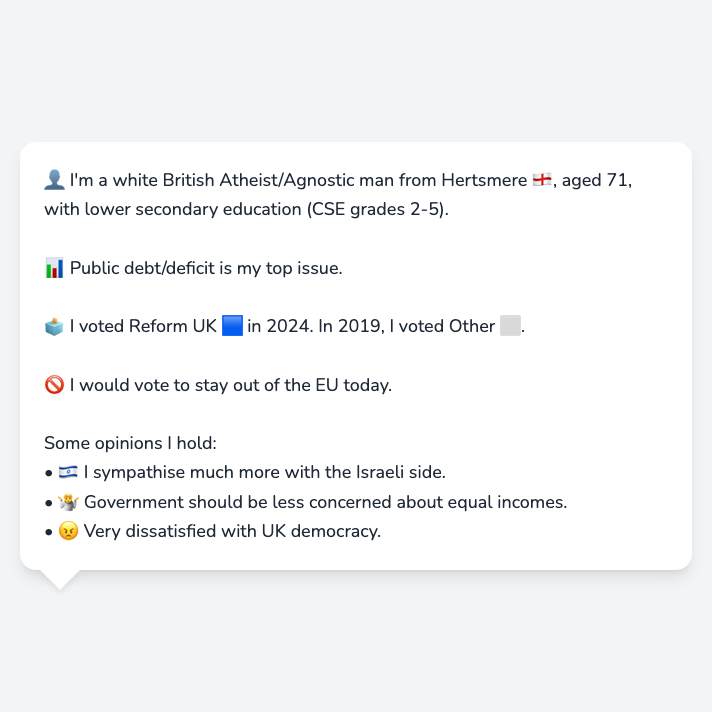 👤 I'm a white British Atheist/Agnostic man from Hertsmere 🏴󠁧󠁢󠁥󠁮󠁧󠁿, aged 71,
with lower secondary education (CSE grades 2-5).
📊 Public debt/deficit is my top issue.
🗳️ I voted Reform UK 🟦 in 2024. In 2019, I voted Other ⬜.
🚫 I would vote to stay out of the EU today.
Some opinions I hold:
• 🇮🇱 I sympathise much more with the Israeli side.
• 🤷 Government should be less concerned about equal incomes.
• 😠 Very dissatisfied with UK democracy.